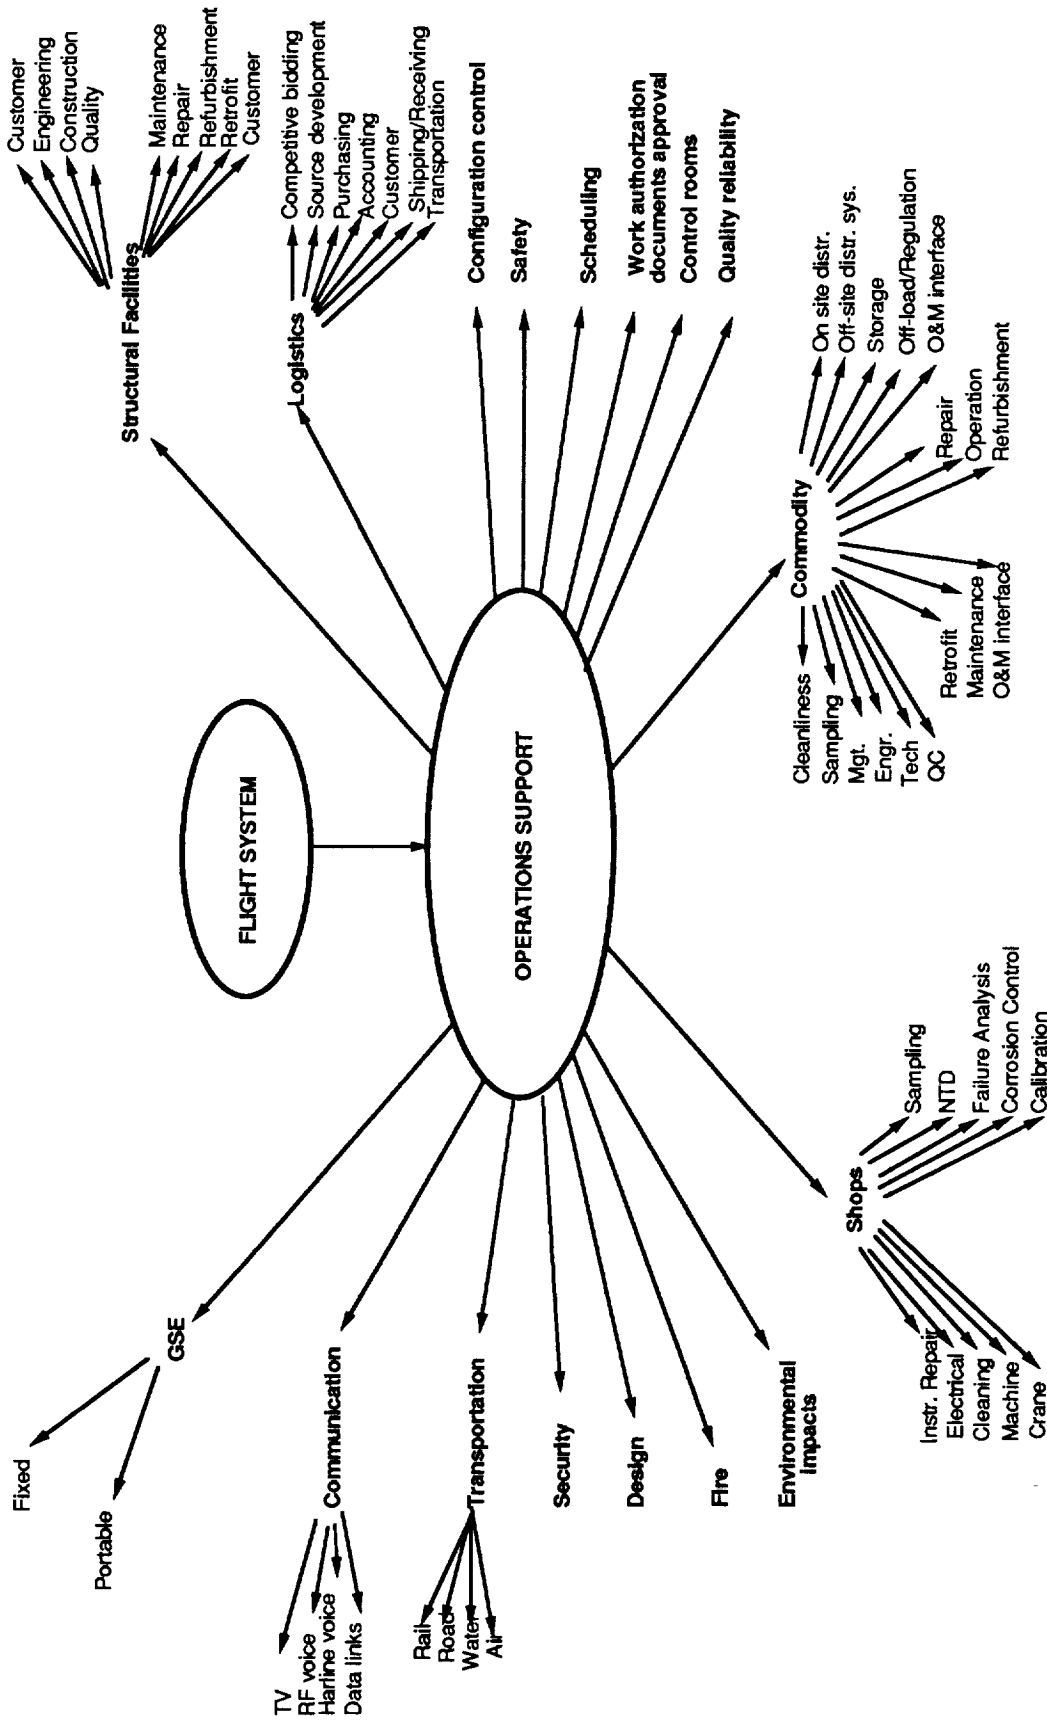 FLIGHT SYSTEM
OPERATIONS SUPPORT
GSE
Fixed
Portable
Communication
TV
RF voice
Harline voice
Data links
Transportation
Rail
Road
Water
Air
Security
Design
Fire
Environmental
Impacts
Shops
Instr. Repair
Electrical
Cleaning
Machine
Crane
Sampling
NTD
Failure Analysis
Corrosion Control
Calibration
Commodity
Cleanliness
Sampling
Mgt.
Engr.
Tech
QC
Retrofit
Maintenance
O&M interface
Repair
Operation
Refurbishment
On site distr.
Off-site distr. sys.
Storage
Off-load/Regulation
O&M interface
Configuration control
Safety
Scheduling
Work authorization
documents approval
Control rooms
Quality reliability
Logistics
Competitive bidding
Source development
Purchasing
Accounting
Customer
Shipping/Receiving
Transportation
Structural Facilities
Customer
Engineering
Construction
Quality
Maintenance
Repair
Refurbishment
Retrofit
Customer